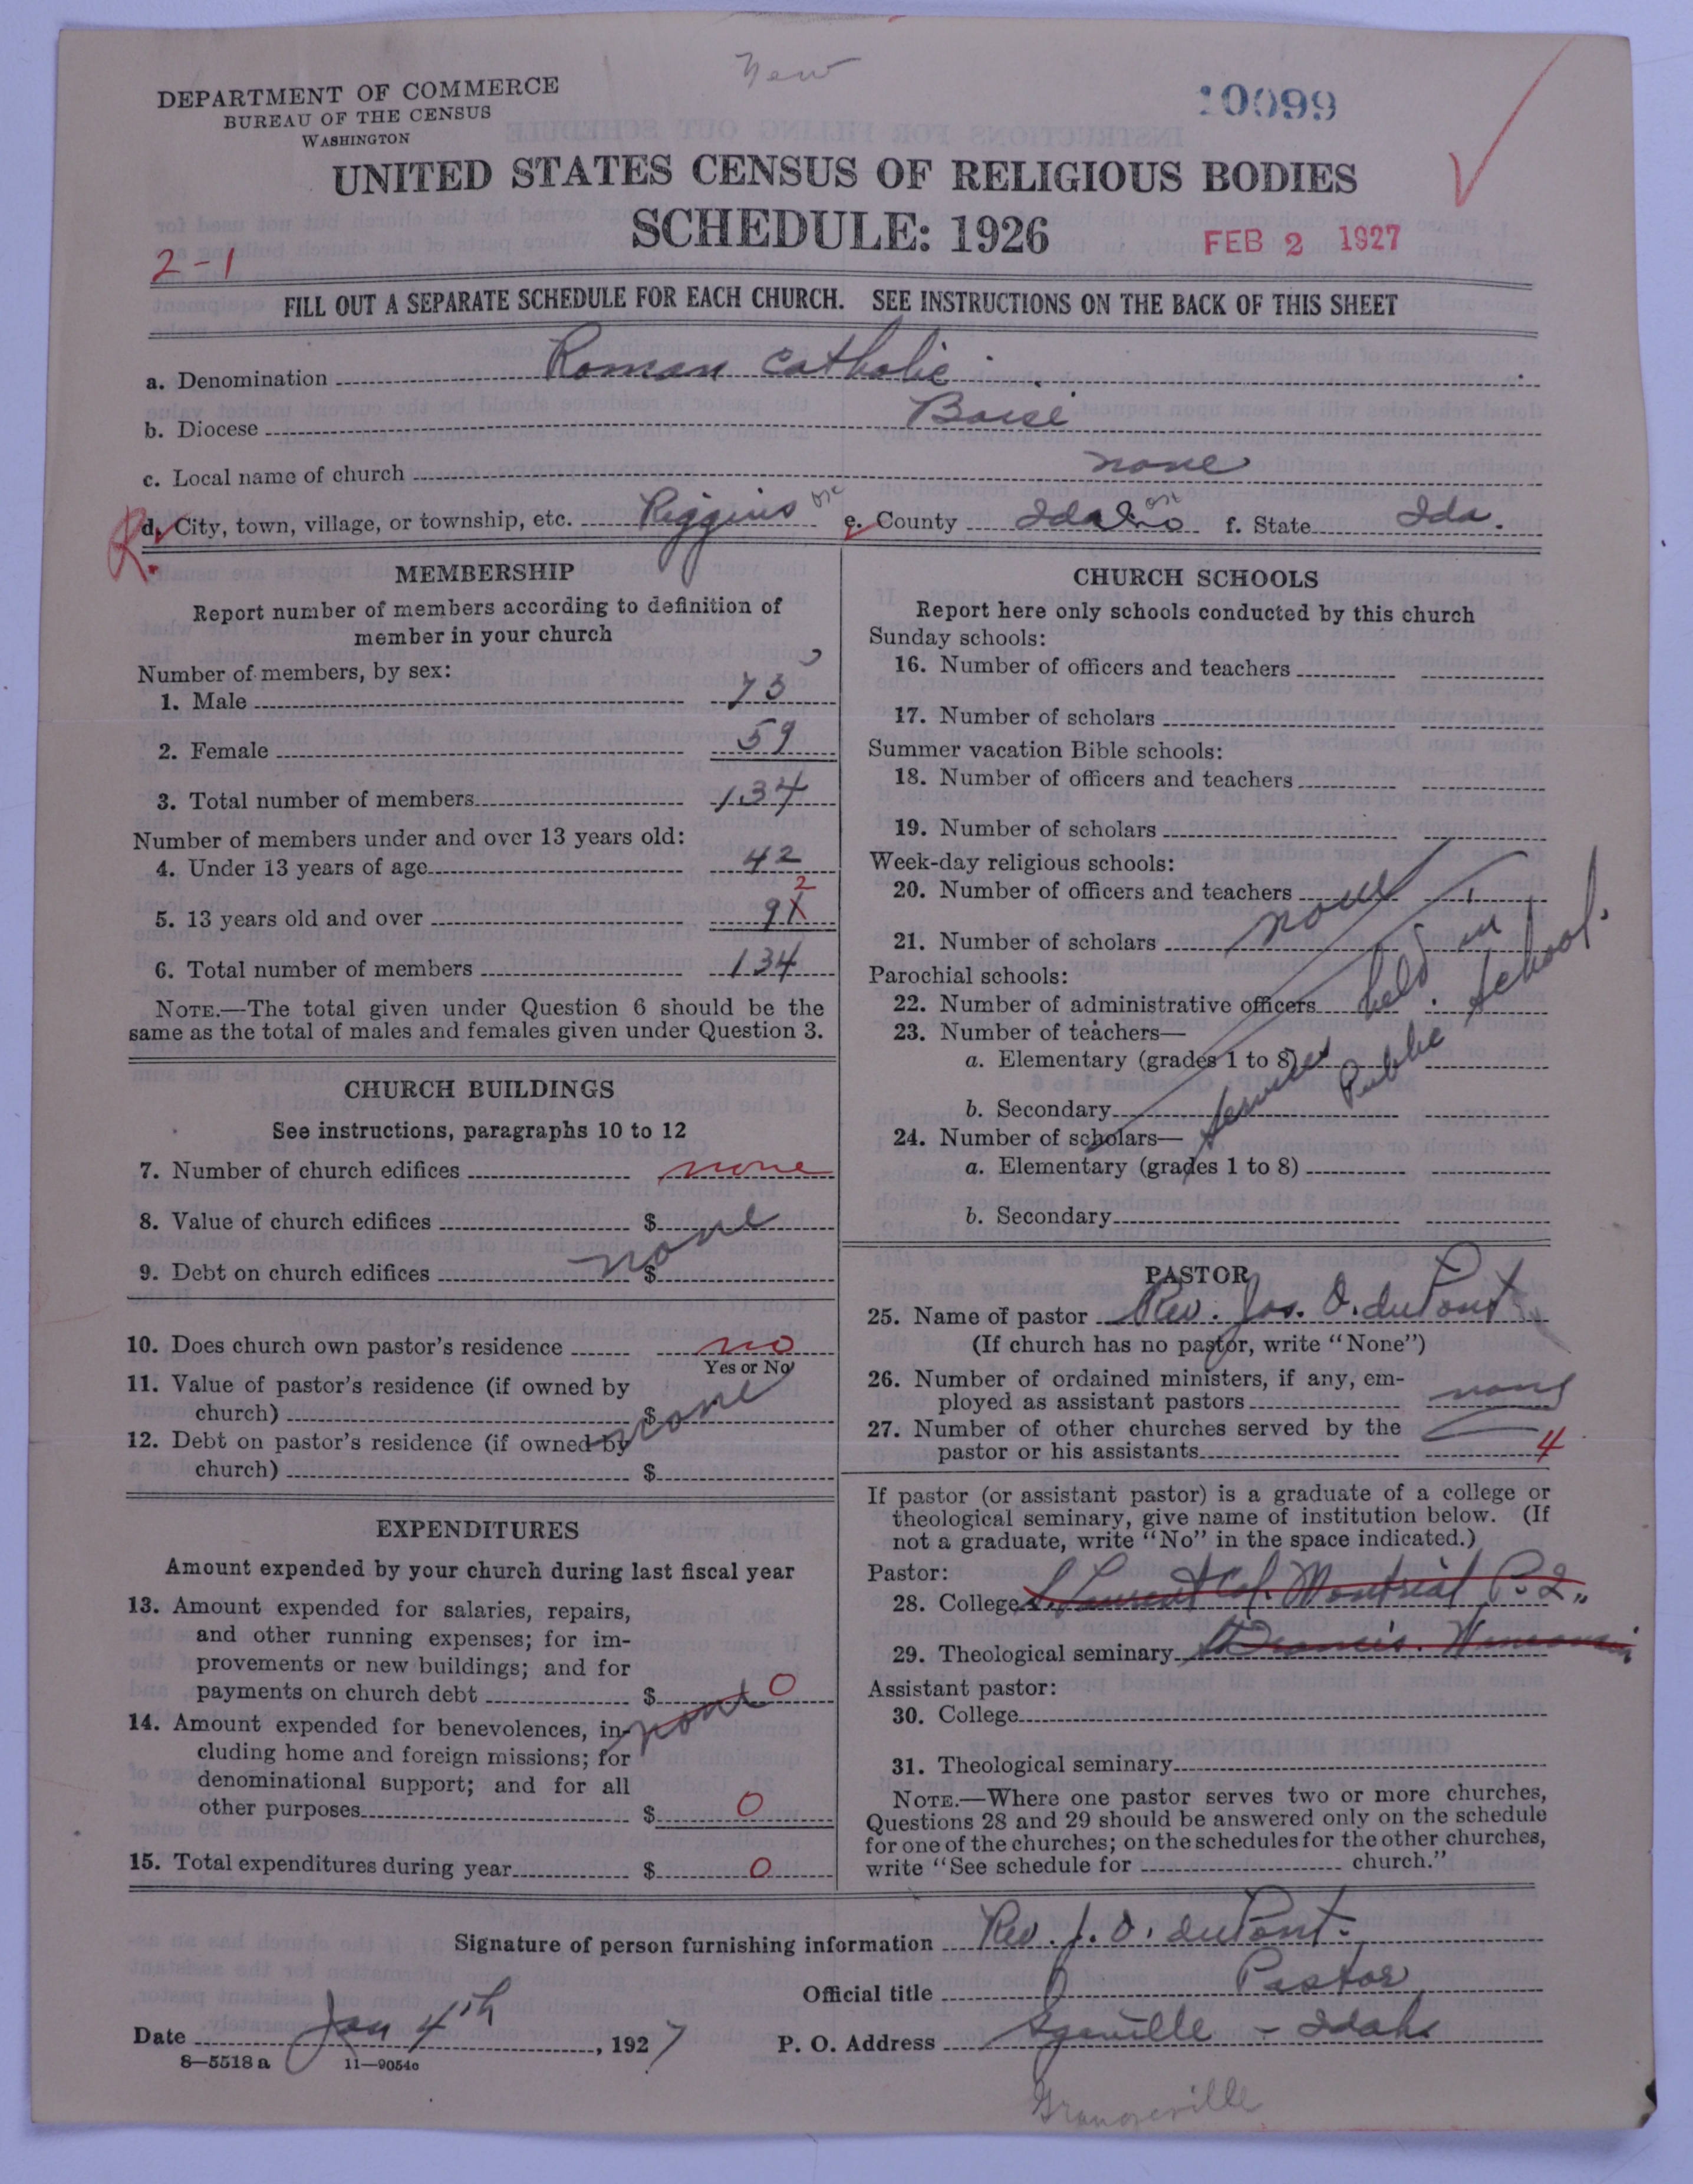 New
DEPARTMENT OF COMMERCE
BUREAU OF THE CENSUS
WASHINGTON
10099
UNITED STATES CENSUS OF RELIGIOUS BODIES
SCHEDULE: 1926
FEB 2 1927
2-1
FILL OUT A SEPARATE SCHEDULE FOR EACH CHURCH. SEE INSTRUCTIONS ON THE BACK OF THIS SHEET
a. Denomination Roman Catholic
b. Diocese Boise
c. Local name of church none
R. d. City, town, village, or township, etc. Riggins e. County Idaho f. State Ida.
MEMBERSHIP
Report number of members according to definition of
member in your church
Number of members, by sex:
1. Male 75
2. Female 59
3. Total number of members 134
Number of members under and over 13 years old:
4. Under 13 years of age 42
2
5. 13 years old and over 91
6. Total number of members 134
NOTE.—The total given under Question 6 should be the
same as the total of males and females given under Question 3.
CHURCH BUILDINGS
See instructions, paragraphs 10 to 12
7. Number of church edifices none
8. Value of church edifices $ none
9. Debt on church edifices $
10. Does church own pastor's residence no
Yes or No
11. Value of pastor's residence (if owned by
church) $ none
12. Debt on pastor's residence (if owned by
church) $
EXPENDITURES
Amount expended by your church during last fiscal year
13. Amount expended for salaries, repairs,
and other running expenses; for im-
provements or new buildings; and for
payments on church debt $ none 0
14. Amount expended for benevolences, in-
cluding home and foreign missions; for
denominational support; and for all
other purposes $ 0
15. Total expenditures during year $ 0
CHURCH SCHOOLS
Report here only schools conducted by this church
Sunday schools:
16. Number of officers and teachers
17. Number of scholars
Summer vacation Bible schools:
18. Number of officers and teachers
19. Number of scholars
Week-day religious schools:
20. Number of officers and teachers
21. Number of scholars none
Parochial schools:
22. Number of administrative officers
23. Number of teachers—
a. Elementary (grades 1 to 8)
b. Secondary
Services held in
Public School.
24. Number of scholars—
a. Elementary (grades 1 to 8)
b. Secondary
PASTOR
25. Name of pastor Rev. Jos. O. duPont
(If church has no pastor, write "None")
26. Number of ordained ministers, if any, em-
ployed as assistant pastors none
27. Number of other churches served by the
pastor or his assistants 4
If pastor (or assistant pastor) is a graduate of a college or
theological seminary, give name of institution below. (If
not a graduate, write "No" in the space indicated.)
Pastor:
28. College St Laurent Col. Montreal P. Q.
29. Theological seminary St Francis.
Assistant pastor:
30. College
31. Theological seminary
NOTE.—Where one pastor serves two or more churches,
Questions 28 and 29 should be answered only on the schedule
for one of the churches; on the schedules for the other churches,
write "See schedule for church."
Signature of person furnishing information Rev. J. O. duPont.
Official title Pastor
Date Jan 4th, 1927 P. O. Address - Idaho
8—5518 a 11—9054c